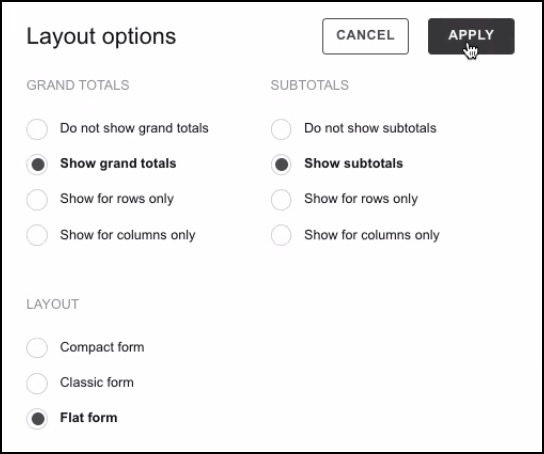 Layout options
CANCEL
APPLY
GRAND TOTALS
Do not show grand totals
Show grand totals
Show for rows only
Show for columns only
SUBTOTALS
Do not show subtotals
Show subtotals
Show for rows only
Show for columns only
LAYOUT
Compact form
Classic form
Flat form